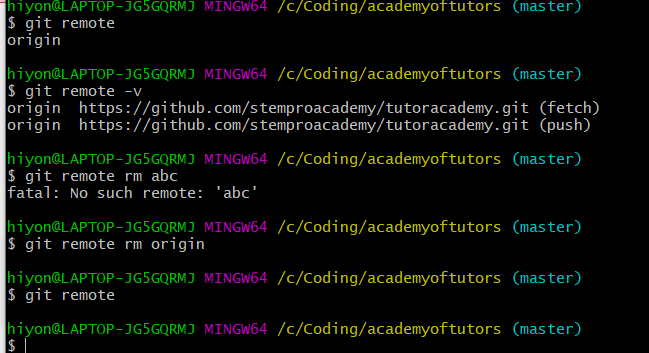 hiyon@LAPTOP-JG5GQRMJ MINGW64 /c/Coding/academyoftutors (master)
$ git remote
origin
hiyon@LAPTOP-JG5GQRMJ MINGW64 /c/Coding/academyoftutors (master)
$ git remote -v
origin  https://github.com/stemproacademy/tutoracademy.git (fetch)
origin  https://github.com/stemproacademy/tutoracademy.git (push)
hiyon@LAPTOP-JG5GQRMJ MINGW64 /c/Coding/academyoftutors (master)
$ git remote rm abc
fatal: No such remote: 'abc'
hiyon@LAPTOP-JG5GQRMJ MINGW64 /c/Coding/academyoftutors (master)
$ git remote rm origin
hiyon@LAPTOP-JG5GQRMJ MINGW64 /c/Coding/academyoftutors (master)
$ git remote
hiyon@LAPTOP-JG5GQRMJ MINGW64 /c/Coding/academyoftutors (master)
$